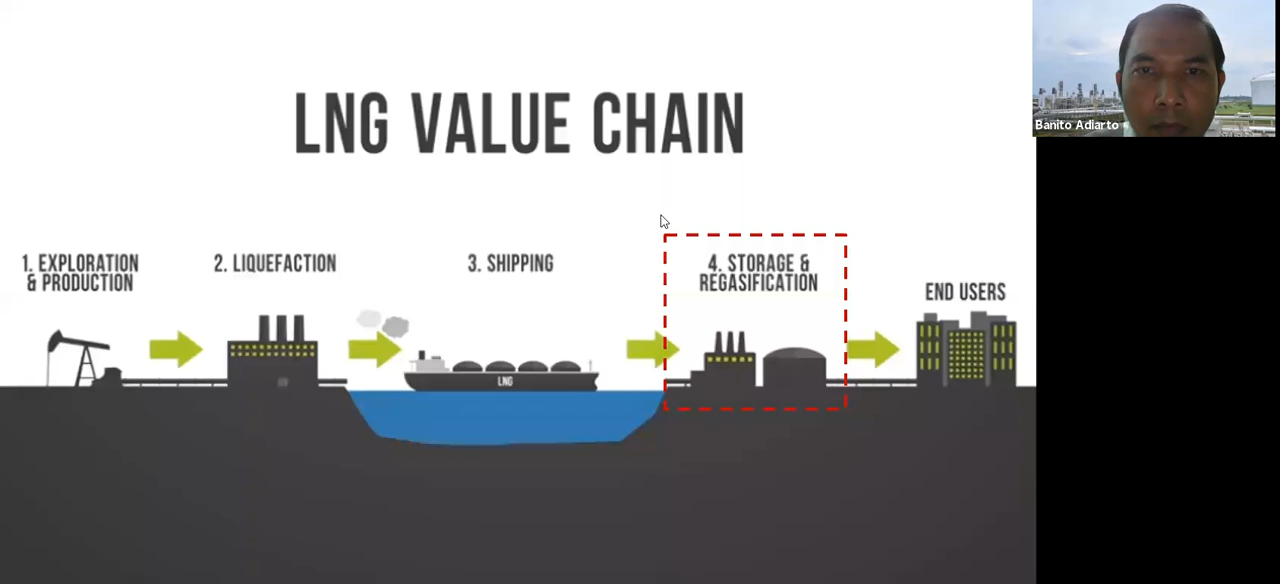 LNG VALUE CHAIN
1. EXPLORATION
& PRODUCTION
2. LIQUEFACTION
3. SHIPPING
4. STORAGE &
REGASIFICATION
END USERS
LNG
Banito Adiarto